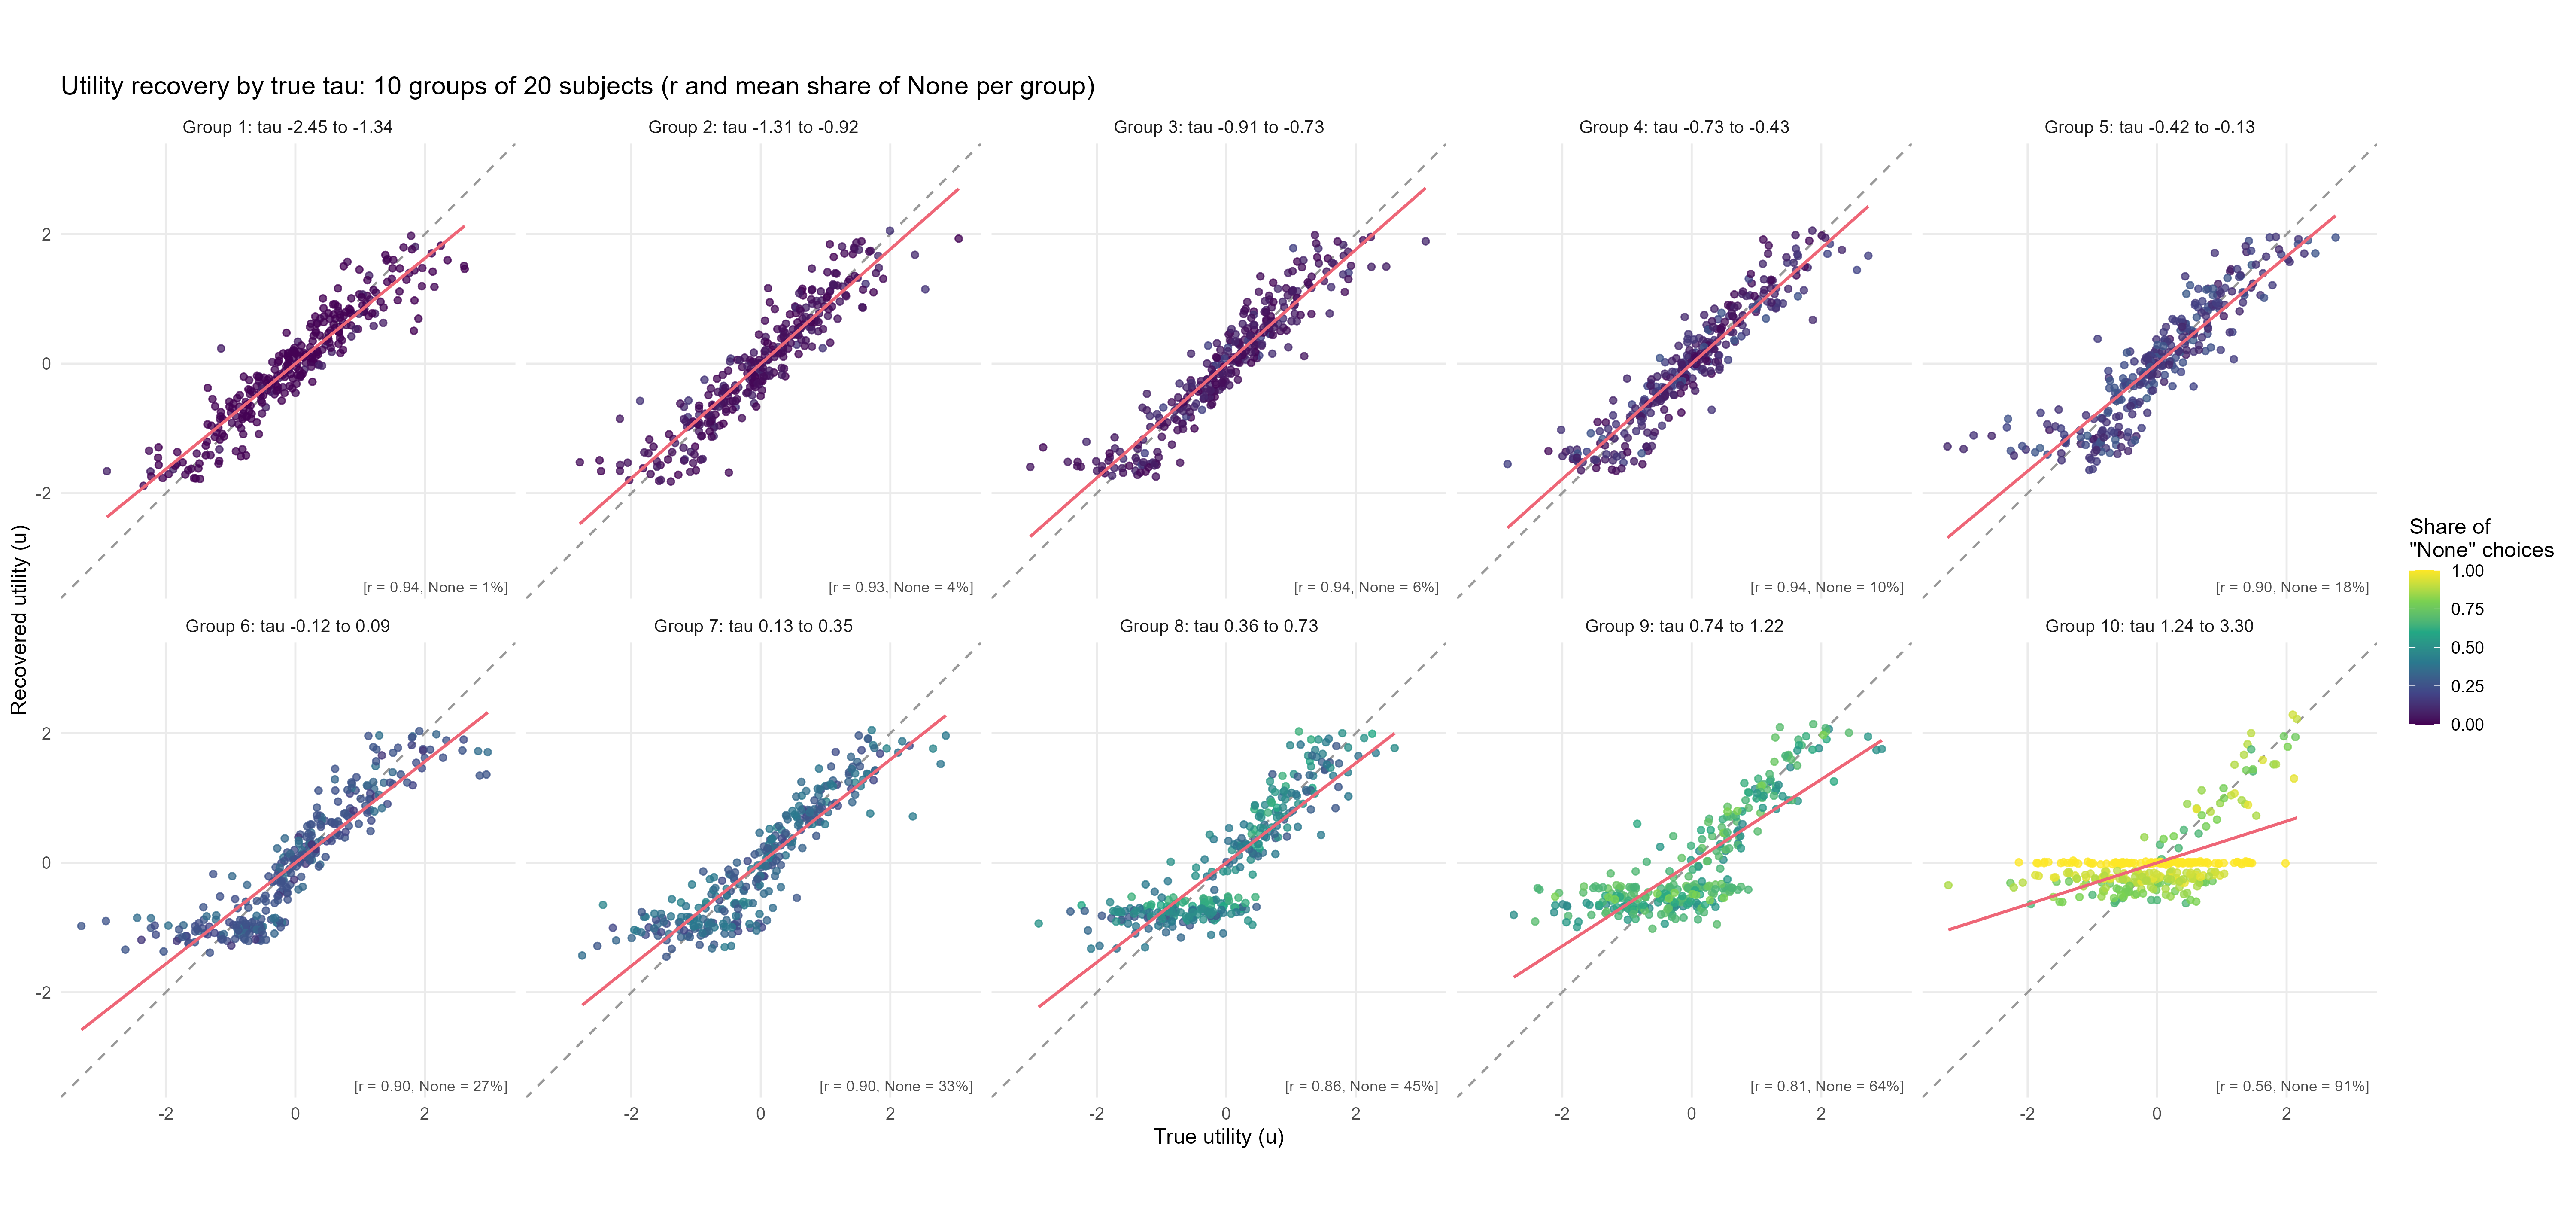 Utility recovery by true tau: 10 groups of 20 subjects (r and mean share of None per group)
Group 1: tau -2.45 to -1.34
Group 2: tau -1.31 to -0.92
Group 3: tau -0.91 to -0.73
Group 4: tau -0.73 to -0.43
Group 5: tau -0.42 to -0.13
2
0
-2
[r = 0.94, None = 1%]
[r = 0.93, None = 4%]
[r = 0.94, None = 6%]
[r = 0.94, None = 10%]
[r = 0.90, None = 18%]
Recovered utility (u)
Group 6: tau -0.12 to 0.09
Group 7: tau 0.13 to 0.35
Group 8: tau 0.36 to 0.73
Group 9: tau 0.74 to 1.22
Group 10: tau 1.24 to 3.30
2
0
-2
[r = 0.90, None = 27%]
[r = 0.90, None = 33%]
[r = 0.86, None = 45%]
[r = 0.81, None = 64%]
[r = 0.56, None = 91%]
-2 0 2
-2 0 2
-2 0 2
-2 0 2
-2 0 2
True utility (u)
Share of
"None" choices
1.00
0.75
0.50
0.25
0.00